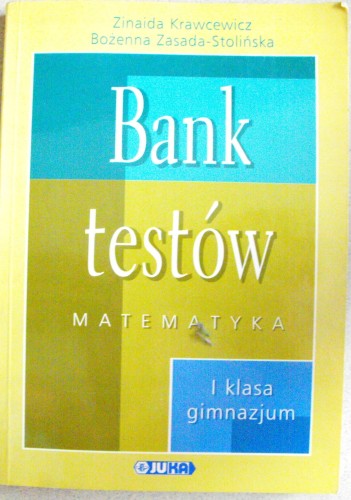 Zinaida Krawcewicz
Bożenna Zasada-Stolińska
Bank
testów
MATEMATYKA
I klasa
gimnazjum
JUKA